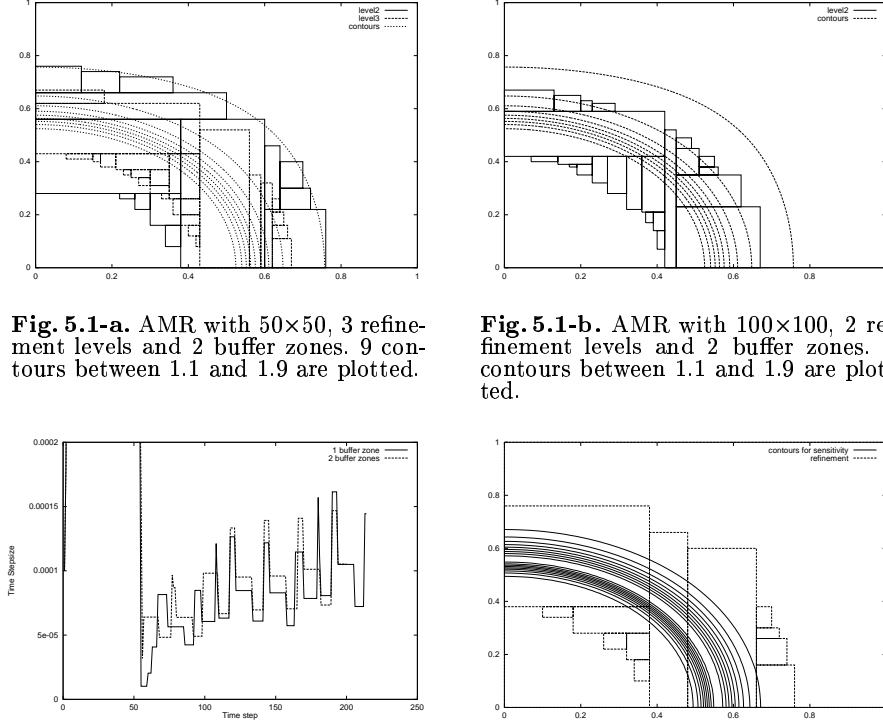 level2
level3
contours
1
0.8
0.6
0.4
0.2
0
0 0.2 0.4 0.6 0.8 1
level2
contours
1
0.8
0.6
0.4
0.2
0
0 0.2 0.4 0.6 0.8
Fig. 5.1-a. AMR with 50×50, 3 refine-
ment levels and 2 buffer zones. 9 con-
tours between 1.1 and 1.9 are plotted.
Fig. 5.1-b. AMR with 100×100, 2 re
finement levels and 2 buffer zones.
contours between 1.1 and 1.9 are plot
ted.
1 buffer zone
2 buffer zones
0.0002
0.00015
0.0001
5e-05
0
Time Stepsize
0 50 100 150 200 250
Time step
contours for sensitivity
refinement
1
0.8
0.6
0.4
0.2
0
0 0.2 0.4 0.6 0.8